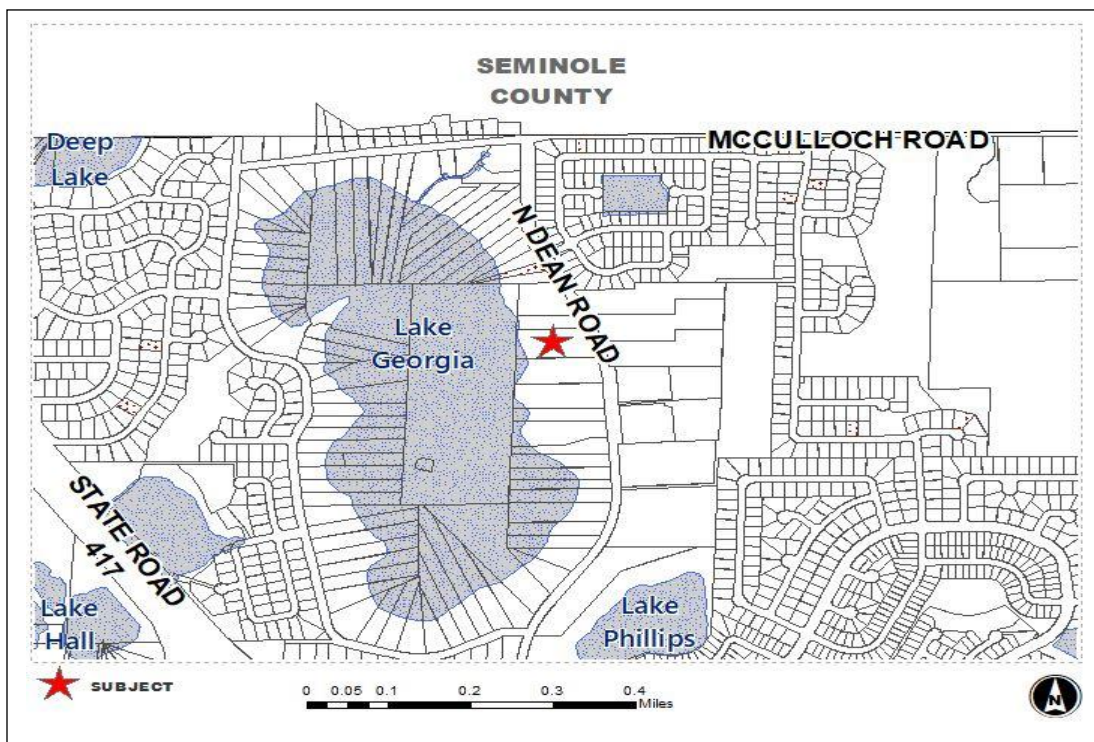 SEMINOLE
COUNTY
MCCULLOCH ROAD
Deep
Lake
N DEAN ROAD
Lake
Georgia
STATE ROAD
417
Lake
Hall
Lake
Phillips
SUBJECT
0 0.05 0.1 0.2 0.3 0.4
Miles
N